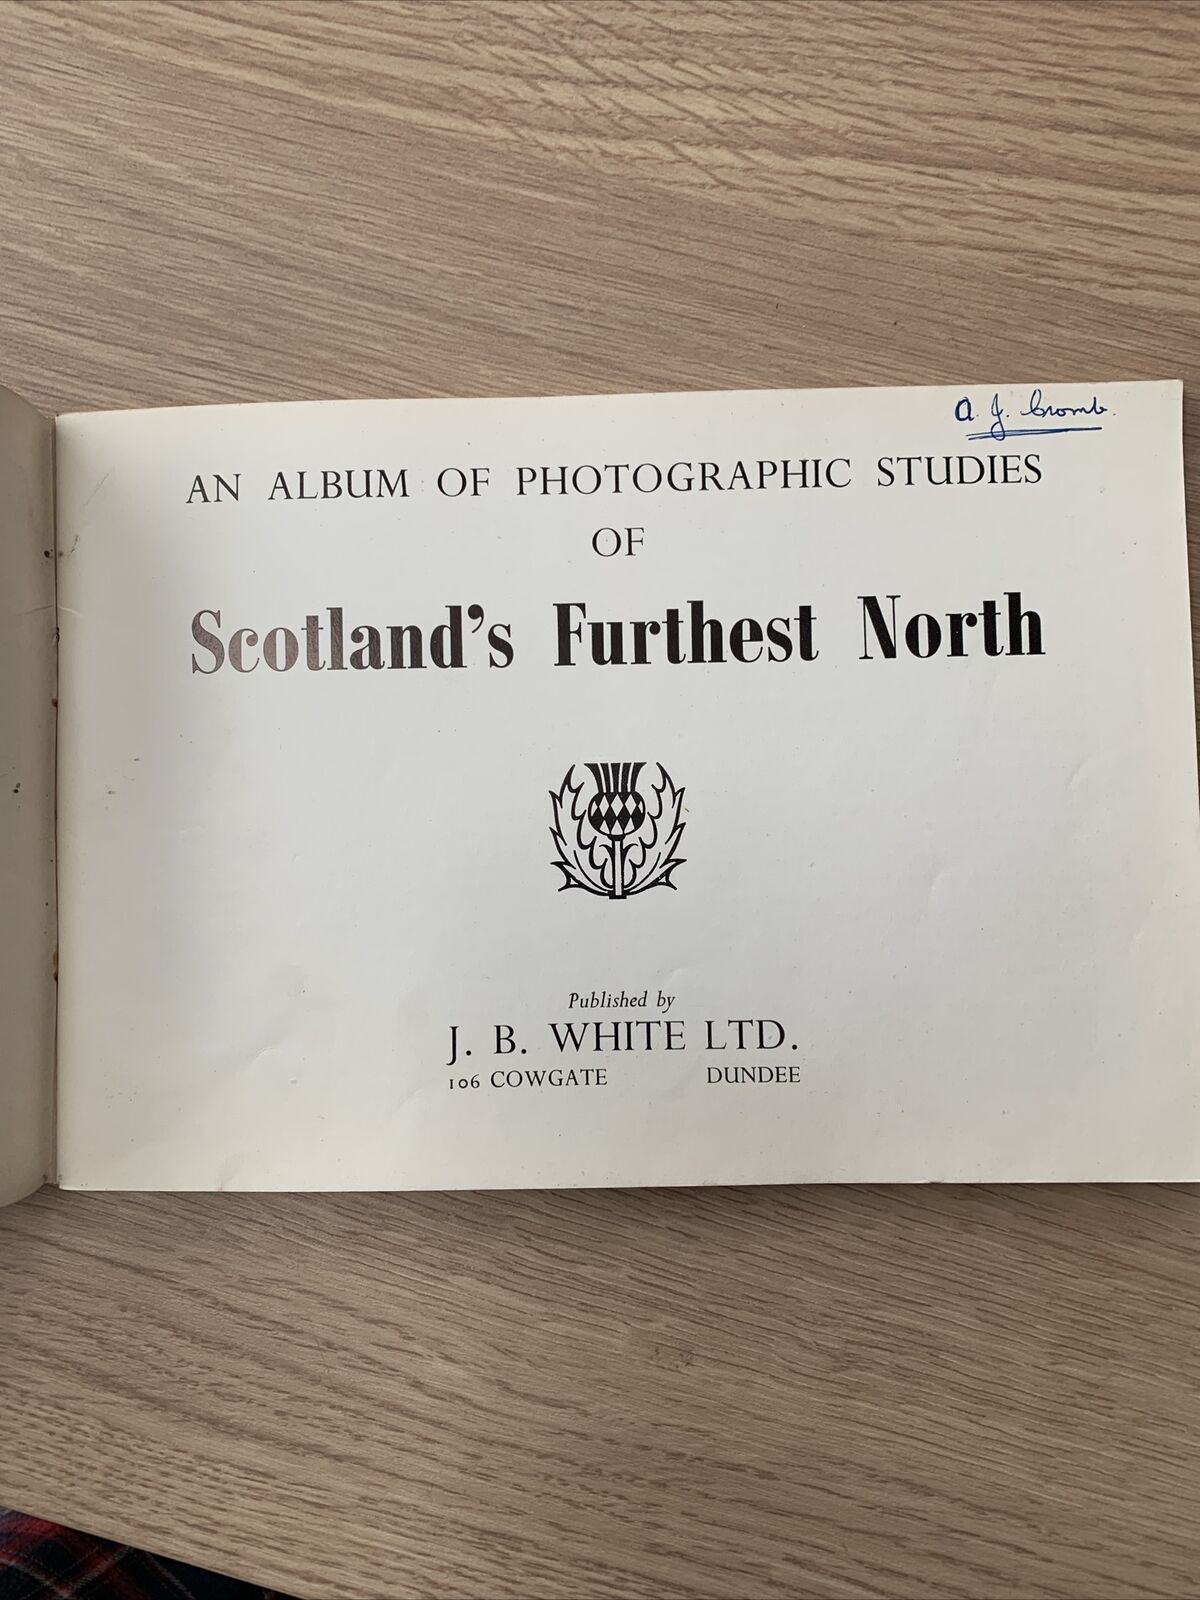 A. J. Cromb.
AN ALBUM OF PHOTOGRAPHIC STUDIES
OF
Scotland's Furthest North
Published by
J. B. WHITE LTD.
106 COWGATE DUNDEE